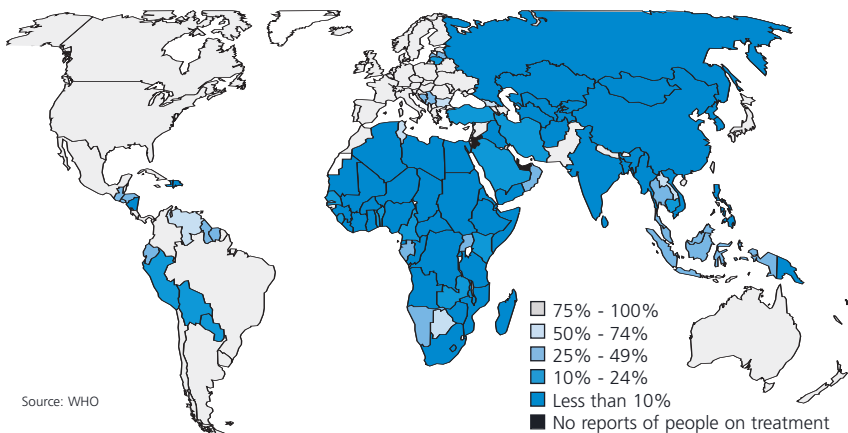 75% - 100%
50% - 74%
25% - 49%
10% - 24%
Less than 10%
No reports of people on treatment
Source: WHO